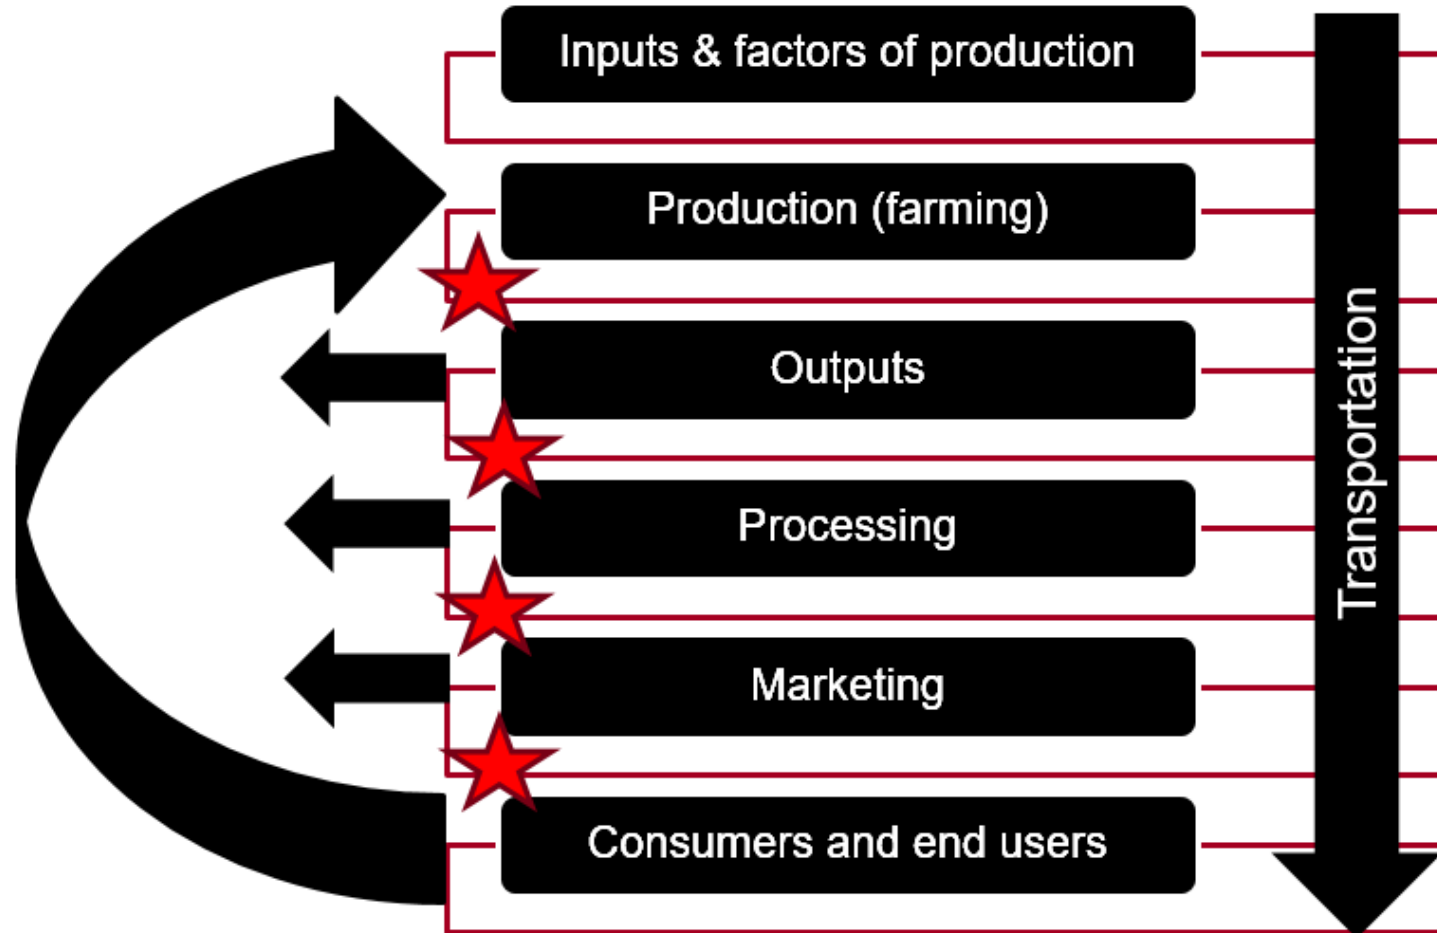 Inputs & factors of production
Production (farming)
Outputs
Processing
Marketing
Consumers and end users
Transportation